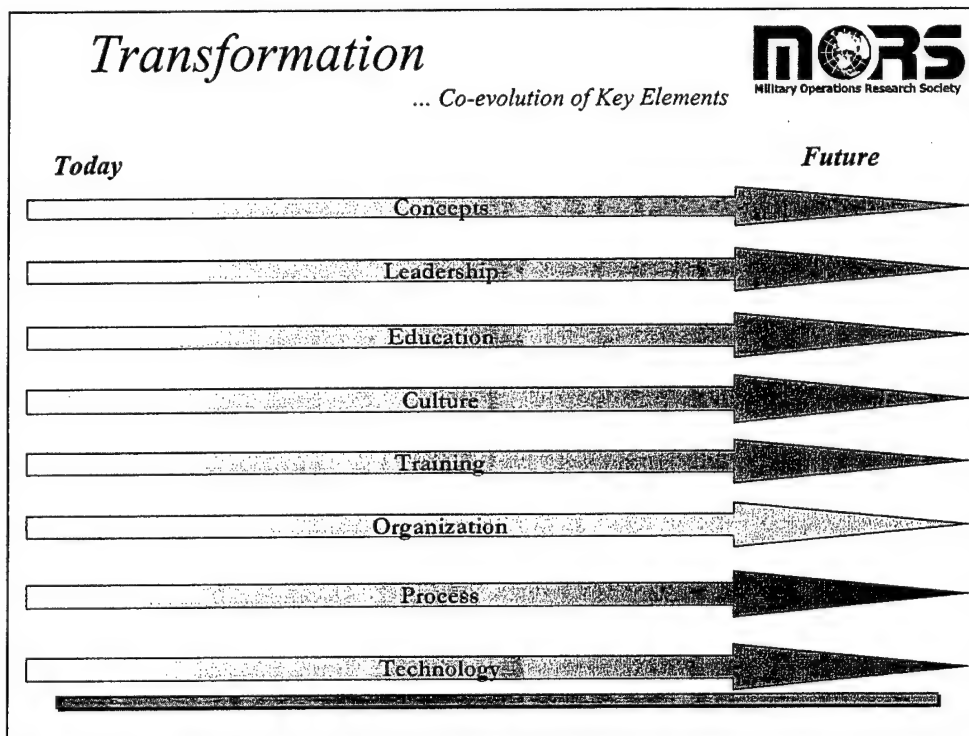 Transformation
MORS
Military Operations Research Society
... Co-evolution of Key Elements
Today
Future
Concepts
Leadership
Education
Culture
Training
Organization
Process
Technology